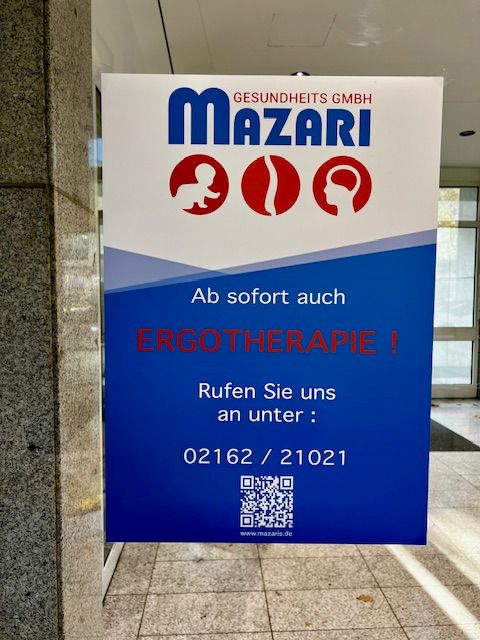 GESUNDHEITS GMBH
MAZARI
Ab sofort auch
ERGOTHERAPIE !
Rufen Sie uns
an unter :
02162 / 21021
www.mazaris.de